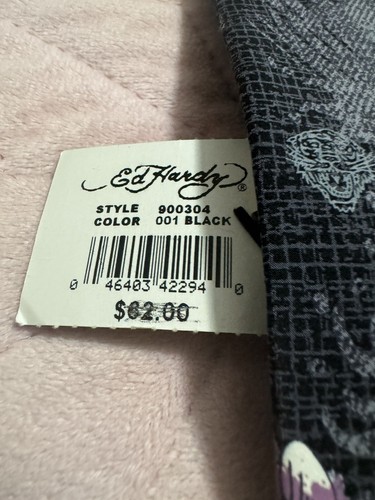 Ed Hardy®
STYLE 900304
COLOR 001 BLACK
0 46403 42294 0
$62.00